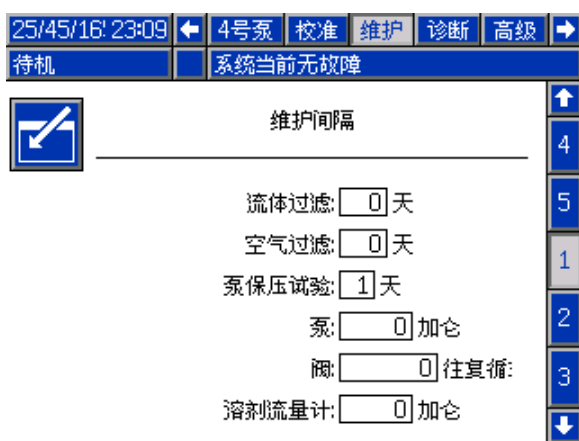 25/45/16 23:09 4号泵 校准 维护 诊断 高级
待机 系统当前无故障
维护间隔
4
流体过滤: 0 天
5
空气过滤: 0 天
1
泵保压试验: 1 天
泵: 0 加仑
2
阀: 0 往复循
3
溶剂流量计: 0 加仑